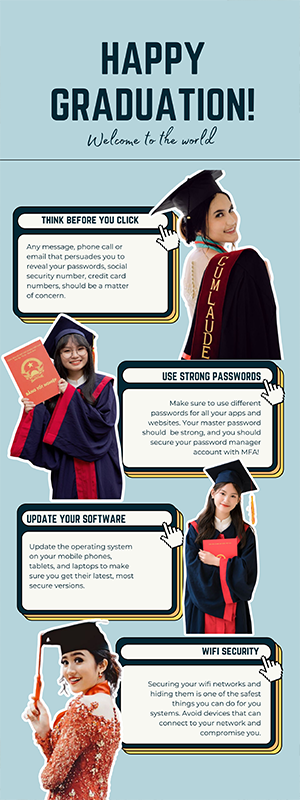 HAPPY
GRADUATION!
Welcome to the world
THINK BEFORE YOU CLICK
Any message, phone call or
email that persuades you to
reveal your passwords, social
security number, credit card
numbers, should be a matter
of concern.
CUM LAUDE
USE STRONG PASSWORDS
Make sure to use different
passwords for all your apps and
websites. Your master password
should be strong, and you should
secure your password manager
account with MFA!
UPDATE YOUR SOFTWARE
Update the operating system
on your mobile phones,
tablets, and laptops to make
sure you get their latest, most
secure versions.
WIFI SECURITY
Securing your wifi networks and
hiding them is one of the safest
things you can do for you
systems. Avoid devices that can
connect to your network and
compromise you.